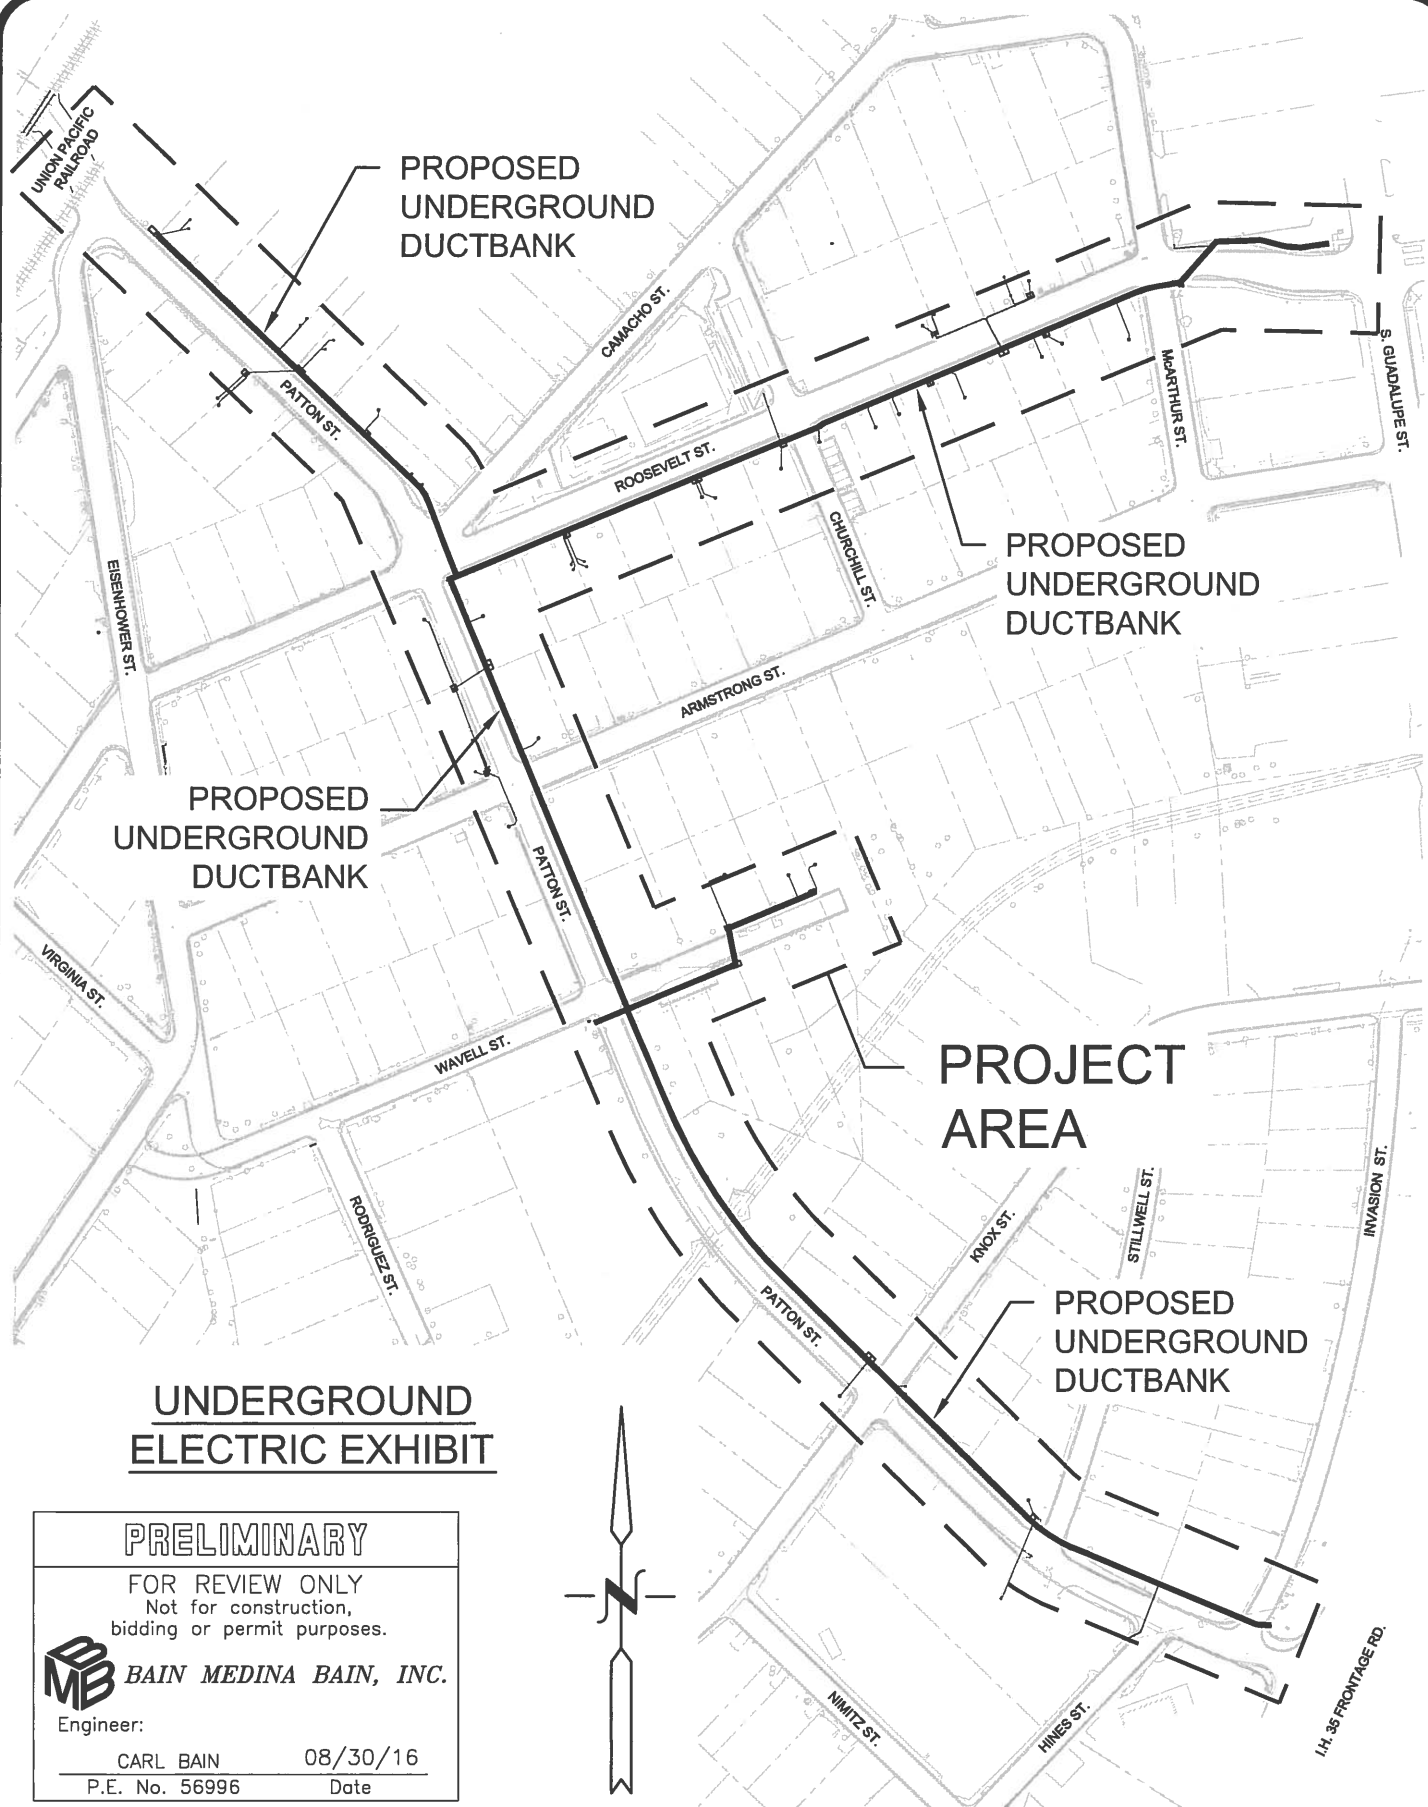 UNION PACIFIC
RAILROAD
PROPOSED
UNDERGROUND
DUCTBANK
CAMACHO ST.
PATTON ST.
ROOSEVELT ST.
McARTHUR ST.
S. GUADALUPE ST.
EISENHOWER ST.
CHURCHILL ST.
PROPOSED
UNDERGROUND
DUCTBANK
ARMSTRONG ST.
PROPOSED
UNDERGROUND
DUCTBANK
PATTON ST.
VIRGINIA ST.
WAVELL ST.
PROJECT
AREA
RODRIGUEZ ST.
KNOX ST.
STILLWELL ST.
INVASION ST.
PATTON ST.
PROPOSED
UNDERGROUND
DUCTBANK
NIMITZ ST.
HINES ST.
I.H. 35 FRONTAGE RD.
N
UNDERGROUND
ELECTRIC EXHIBIT
PRELIMINARY
FOR REVIEW ONLY
Not for construction,
bidding or permit purposes.
BMB
BAIN MEDINA BAIN, INC.
Engineer:
CARL BAIN 08/30/16
P.E. No. 56996 Date